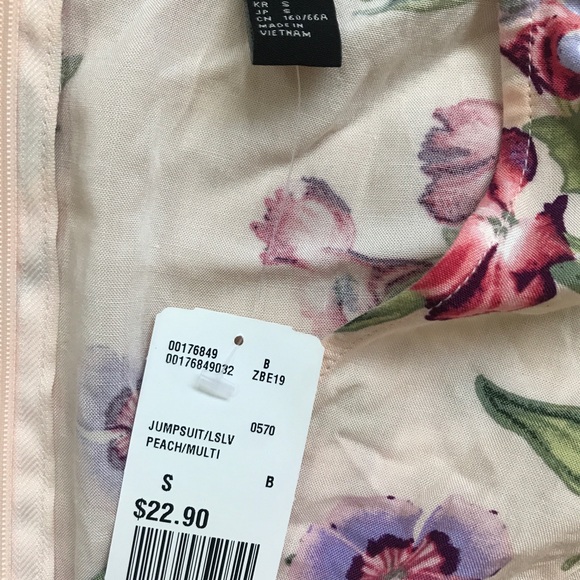 KR S
JP S
CN 160/66A
MADE IN
VIETNAM
00176849 B
00176849032 ZBE19
JUMPSUIT/LSLV 0570
PEACH/MULTI
S B
$22.90